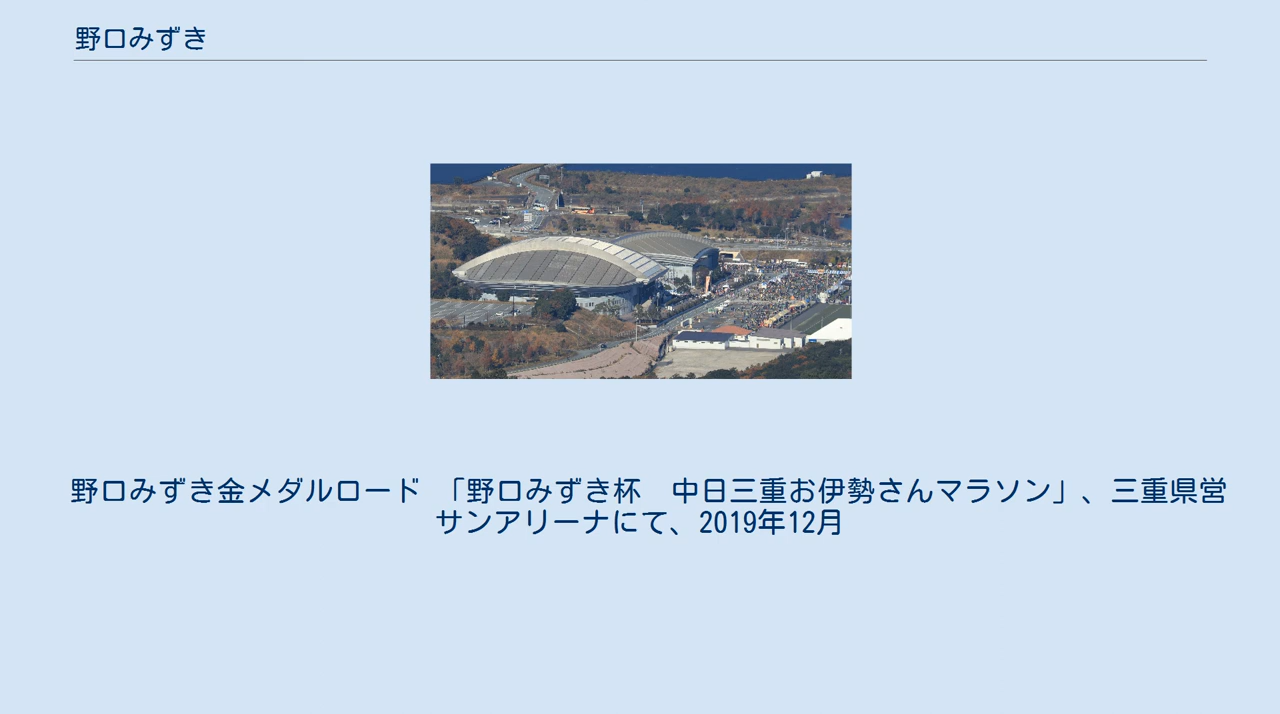 野口みずき
野口みずき金メダルロード 「野口みずき杯　中日三重お伊勢さんマラソン」、三重県営
サンアリーナにて、2019年12月